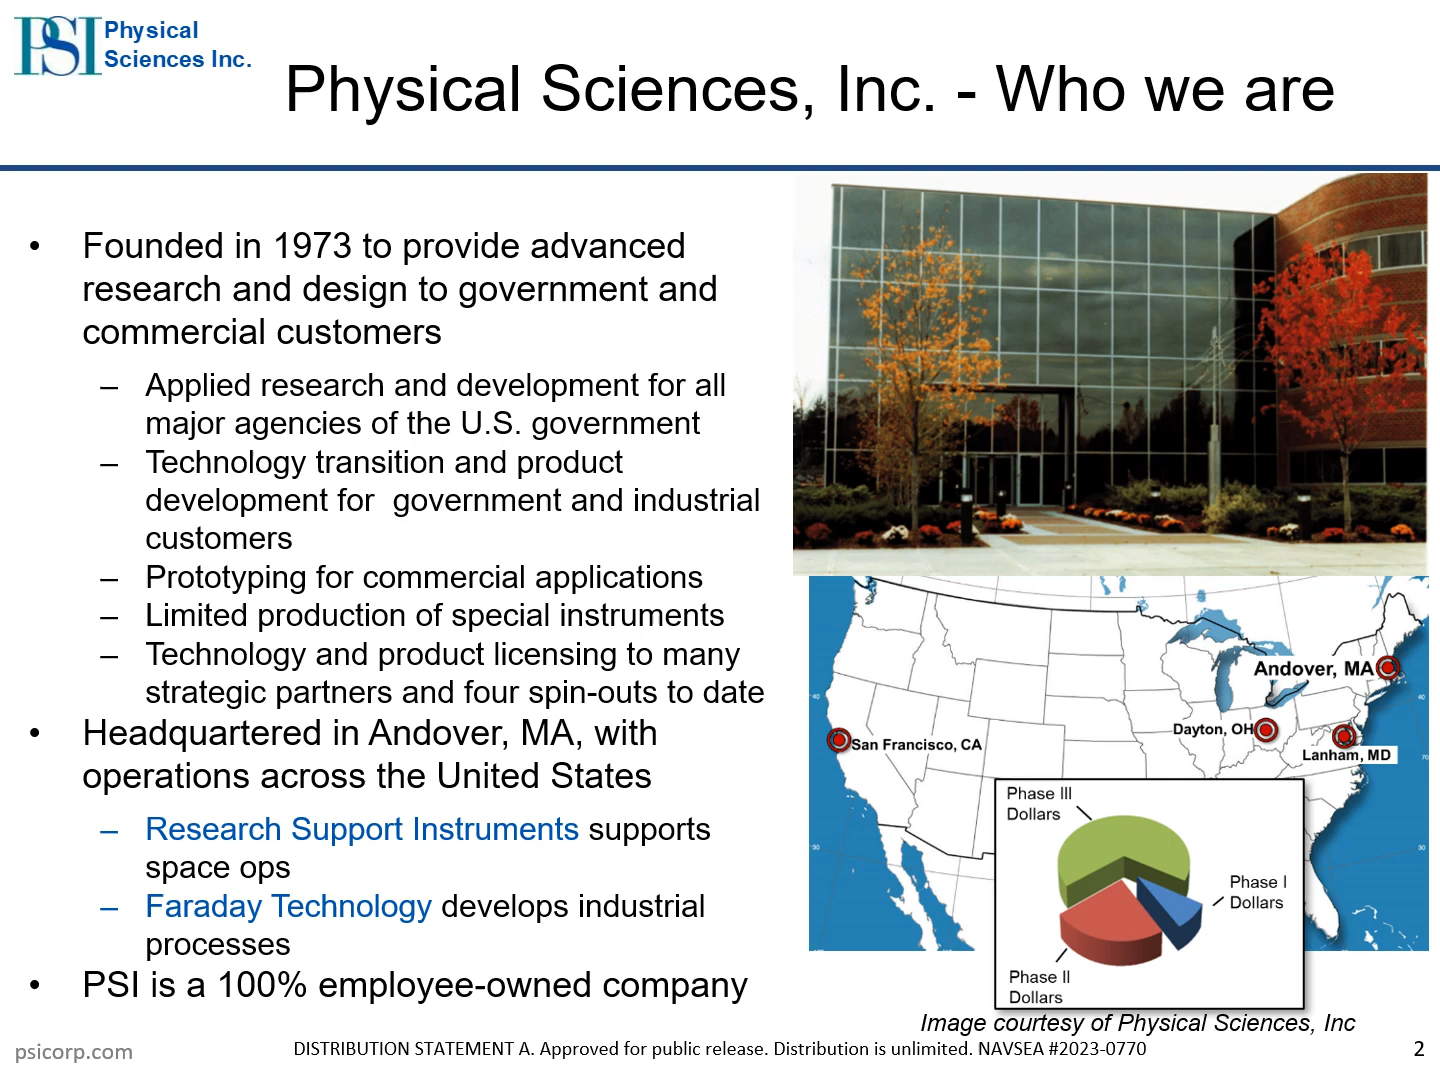 PSI
Physical
Sciences Inc.
Physical Sciences, Inc. - Who we are
• Founded in 1973 to provide advanced
research and design to government and
commercial customers
– Applied research and development for all
major agencies of the U.S. government
– Technology transition and product
development for  government and industrial
customers
– Prototyping for commercial applications
– Limited production of special instruments
– Technology and product licensing to many
strategic partners and four spin-outs to date
• Headquartered in Andover, MA, with
operations across the United States
– Research Support Instruments supports
space ops
– Faraday Technology develops industrial
processes
• PSI is a 100% employee-owned company
Andover, MA
Dayton, OH
San Francisco, CA
Lanham, MD
40
40
70
30
30
Phase III
Dollars
Phase I
Dollars
Phase II
Dollars
Image courtesy of Physical Sciences, Inc
psicorp.com
DISTRIBUTION STATEMENT A. Approved for public release. Distribution is unlimited. NAVSEA #2023-0770
2